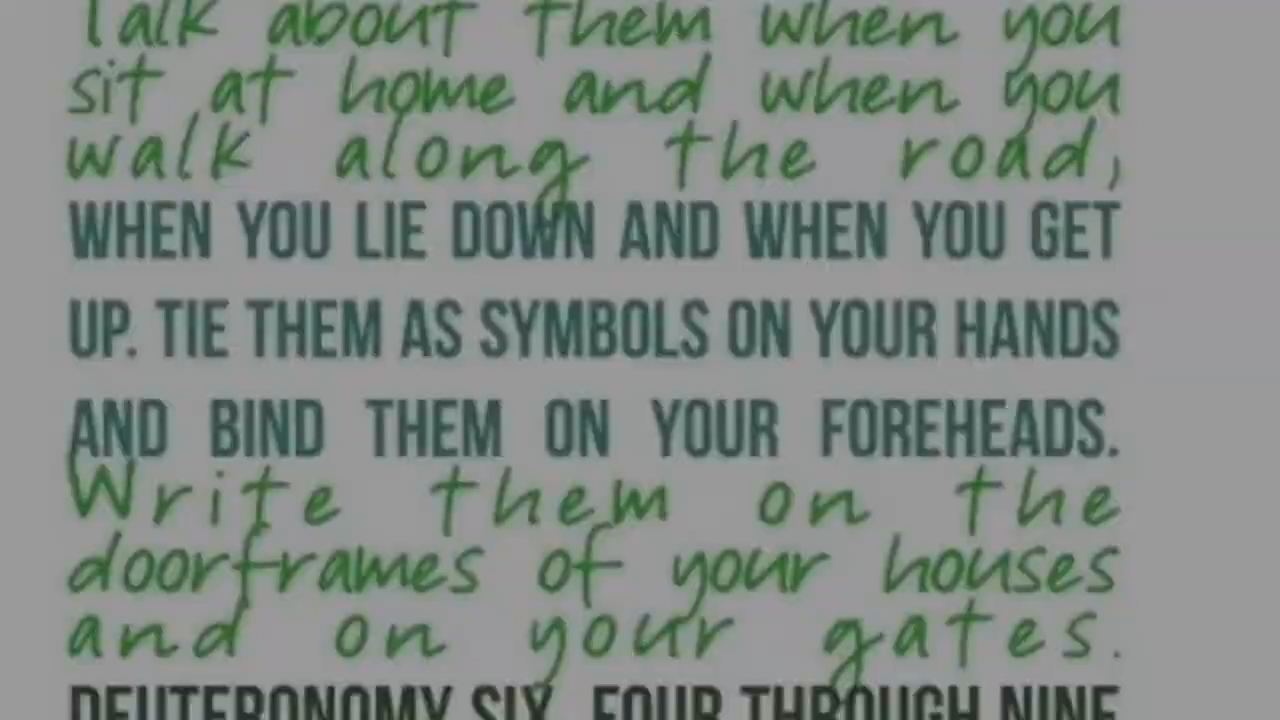 Talk about them when you
sit at home and when you
walk along the road,
WHEN YOU LIE DOWN AND WHEN YOU GET
UP. TIE THEM AS SYMBOLS ON YOUR HANDS
AND BIND THEM ON YOUR FOREHEADS.
Write them on the
doorframes of your houses
and on your gates.
DEUTERONOMY SIX, FOUR THROUGH NINE